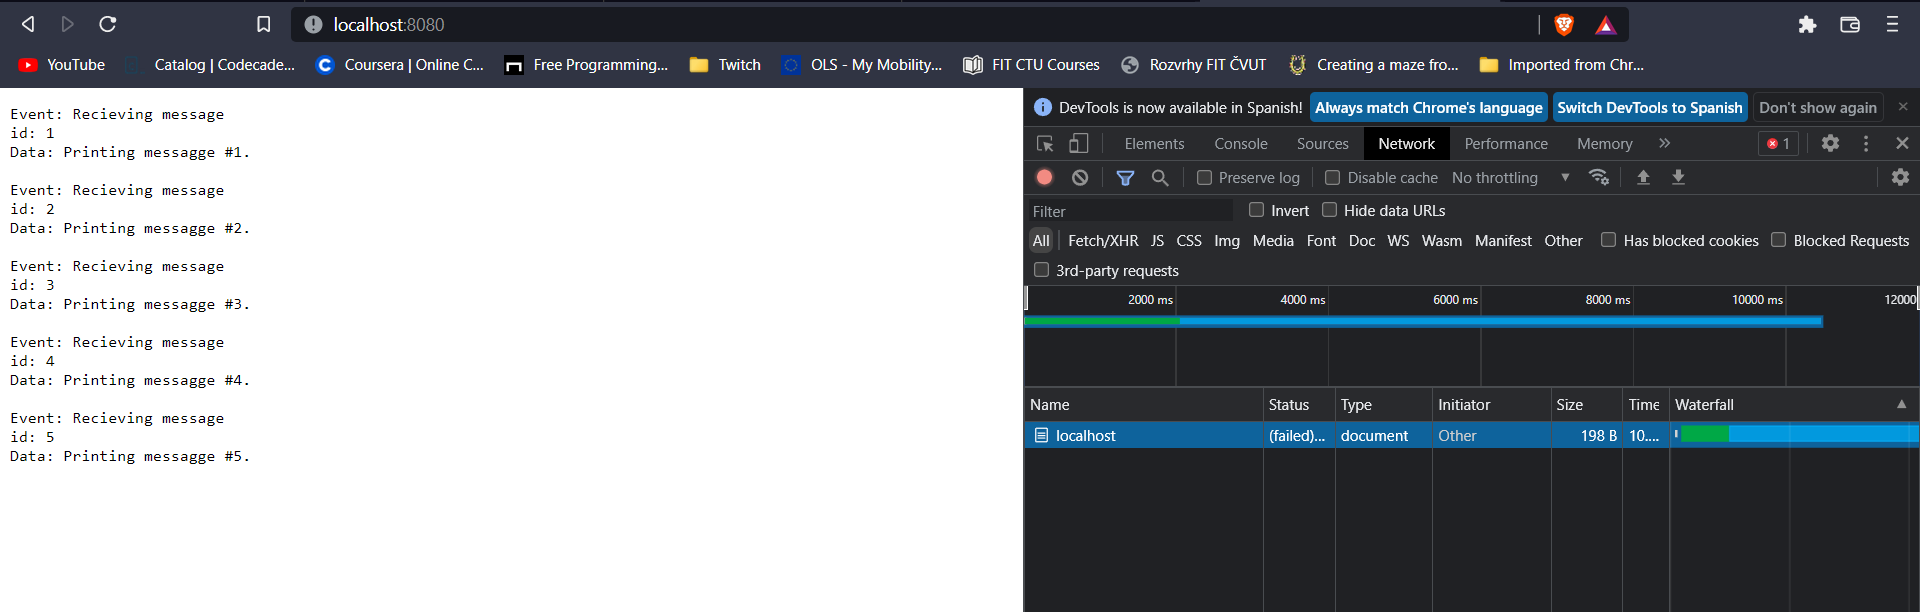 localhost:8080
YouTube Catalog | Codecade... Coursera | Online C... Free Programming... Twitch OLS - My Mobility... FIT CTU Courses Rozvrhy FIT ČVUT Creating a maze fro... Imported from Chr...
Event: Recieving message
id: 1
Data: Printing messagge #1.
Event: Recieving message
id: 2
Data: Printing messagge #2.
Event: Recieving message
id: 3
Data: Printing messagge #3.
Event: Recieving message
id: 4
Data: Printing messagge #4.
Event: Recieving message
id: 5
Data: Printing messagge #5.
DevTools is now available in Spanish! Always match Chrome's language Switch DevTools to Spanish Don't show again
Elements Console Sources Network Performance Memory 1
Preserve log Disable cache No throttling
Filter Invert Hide data URLs
All Fetch/XHR JS CSS Img Media Font Doc WS Wasm Manifest Other Has blocked cookies Blocked Requests
3rd-party requests
2000 ms 4000 ms 6000 ms 8000 ms 10000 ms 12000
Name Status Type Initiator Size Time Waterfall
localhost (failed)... document Other 198 B 10....